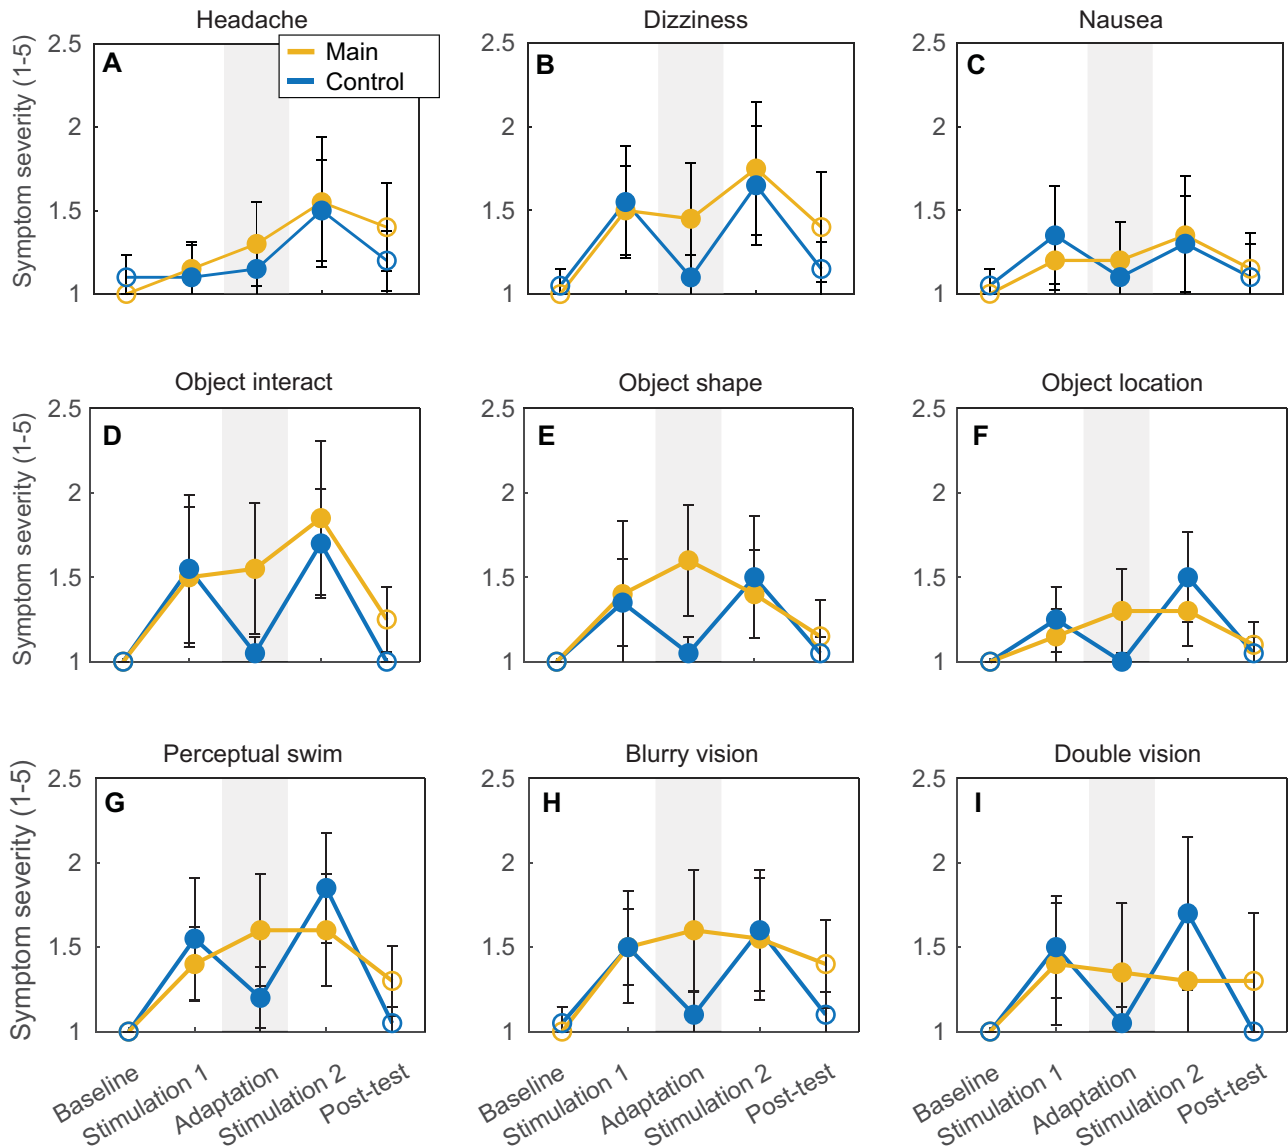 Headache
Dizziness
Nausea
Symptom severity (1-5)
2.5
2
1.5
1
A
Main
Control
2.5
2
1.5
1
B
2.5
2
1.5
1
C
Object interact
Object shape
Object location
Symptom severity (1-5)
2.5
2
1.5
1
D
2.5
2
1.5
1
E
2.5
2
1.5
1
F
Perceptual swim
Blurry vision
Double vision
Symptom severity (1-5)
2.5
2
1.5
1
G
2.5
2
1.5
1
H
2.5
2
1.5
1
I
Baseline
Stimulation 1
Adaptation
Stimulation 2
Post-test
Baseline
Stimulation 1
Adaptation
Stimulation 2
Post-test
Baseline
Stimulation 1
Adaptation
Stimulation 2
Post-test